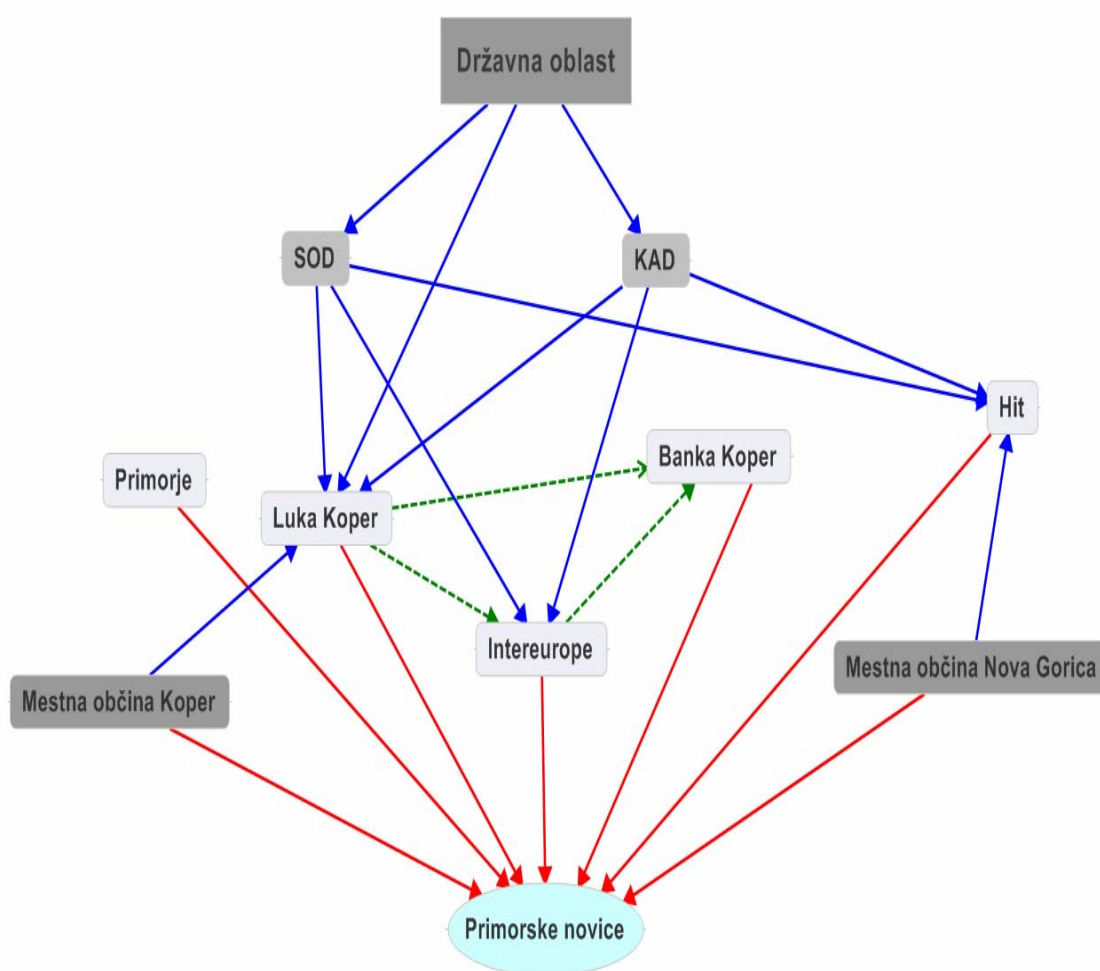 Državna oblast
SOD
KAD
Hit
Banka Koper
Primorje
Luka Koper
Intereurope
Mestna občina Nova Gorica
Mestna občina Koper
Primorske novice